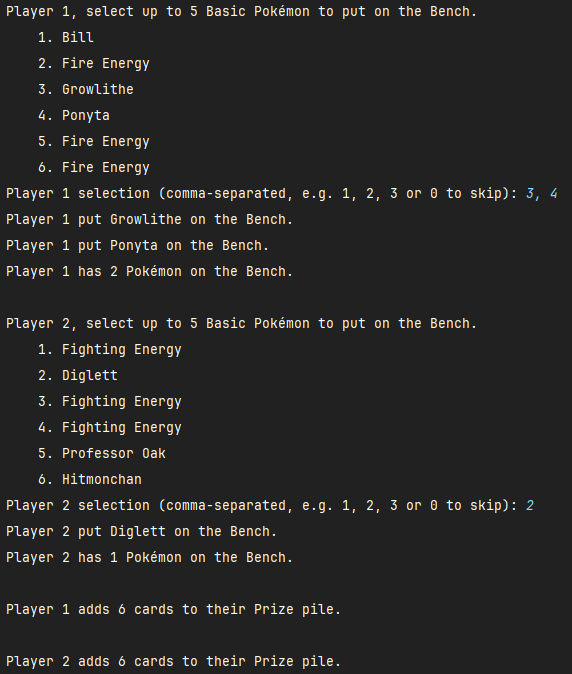 Player 1, select up to 5 Basic Pokémon to put on the Bench.
1. Bill
2. Fire Energy
3. Growlithe
4. Ponyta
5. Fire Energy
6. Fire Energy
Player 1 selection (comma-separated, e.g. 1, 2, 3 or 0 to skip): 3, 4
Player 1 put Growlithe on the Bench.
Player 1 put Ponyta on the Bench.
Player 1 has 2 Pokémon on the Bench.
Player 2, select up to 5 Basic Pokémon to put on the Bench.
1. Fighting Energy
2. Diglett
3. Fighting Energy
4. Fighting Energy
5. Professor Oak
6. Hitmonchan
Player 2 selection (comma-separated, e.g. 1, 2, 3 or 0 to skip): 2
Player 2 put Diglett on the Bench.
Player 2 has 1 Pokémon on the Bench.
Player 1 adds 6 cards to their Prize pile.
Player 2 adds 6 cards to their Prize pile.